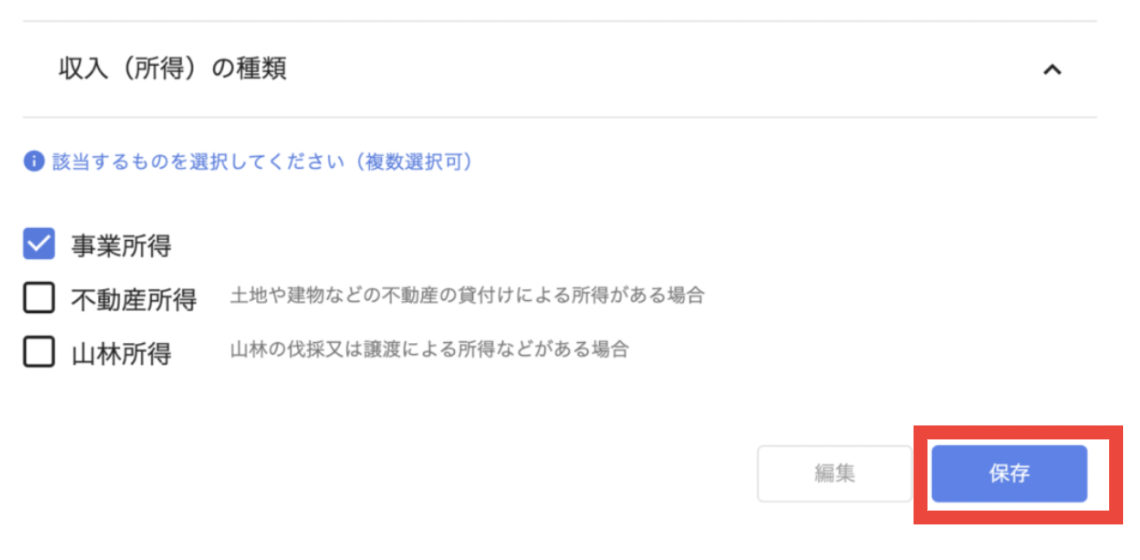 収入（所得）の種類
該当するものを選択してください（複数選択可）
事業所得
不動産所得 土地や建物などの不動産の貸付けによる所得がある場合
山林所得 山林の伐採又は譲渡による所得などがある場合
編集 保存